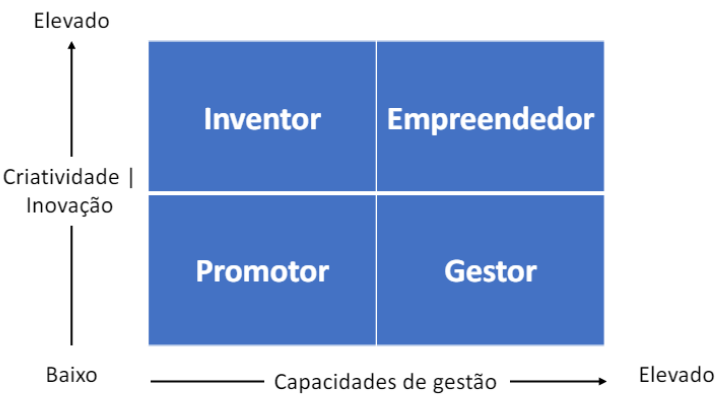 Elevado
Inventor
Empreendedor
Criatividade |
Inovação
Promotor
Gestor
Baixo
Capacidades de gestão
Elevado